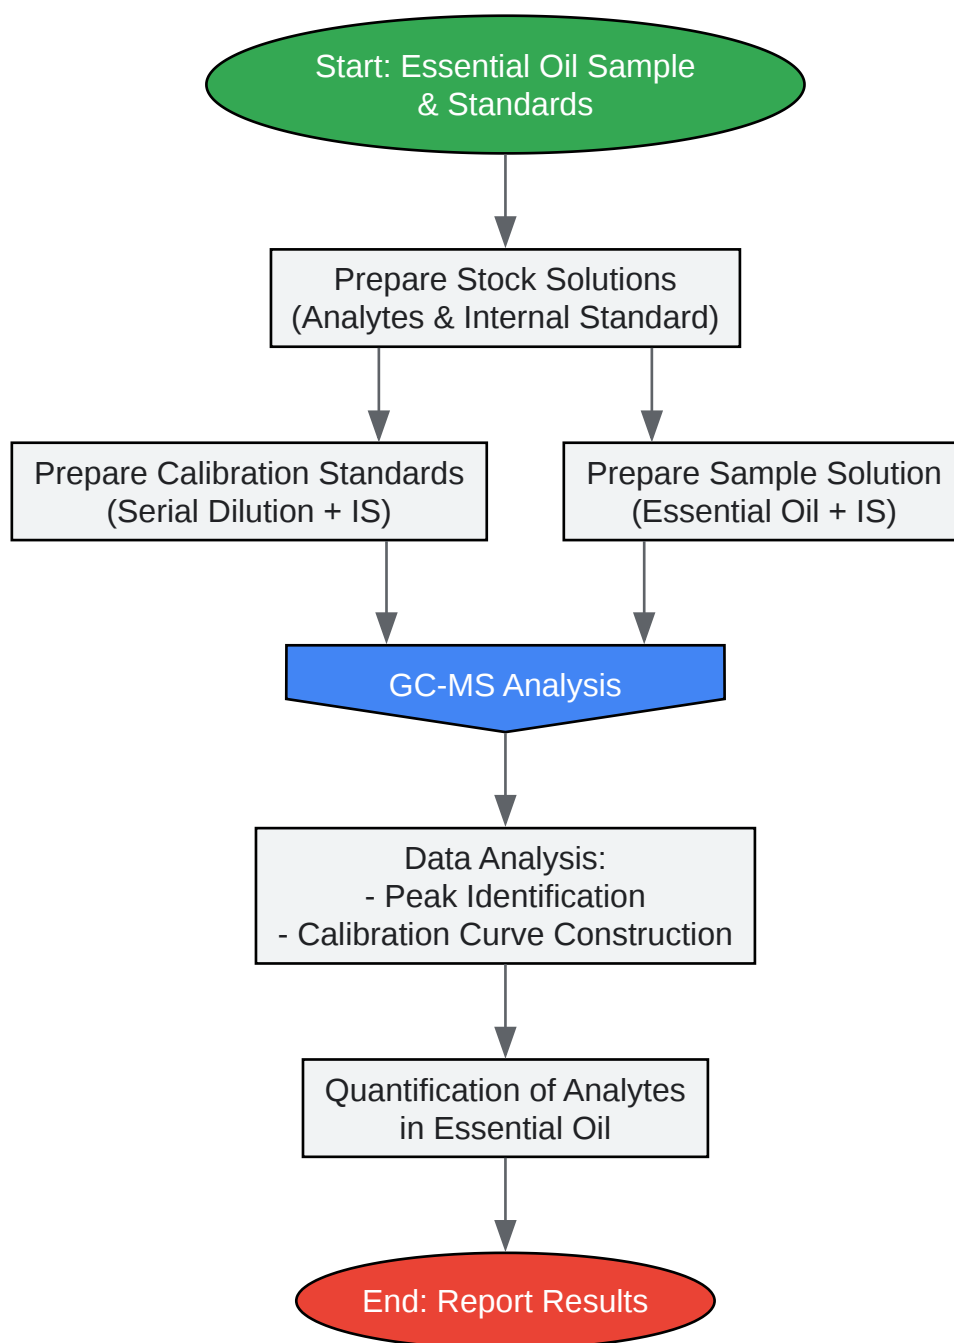 Start: Essential Oil Sample
& Standards
Prepare Stock Solutions
(Analytes & Internal Standard)
Prepare Calibration Standards
(Serial Dilution + IS)
Prepare Sample Solution
(Essential Oil + IS)
GC-MS Analysis
Data Analysis:
- Peak Identification
- Calibration Curve Construction
Quantification of Analytes
in Essential Oil
End: Report Results